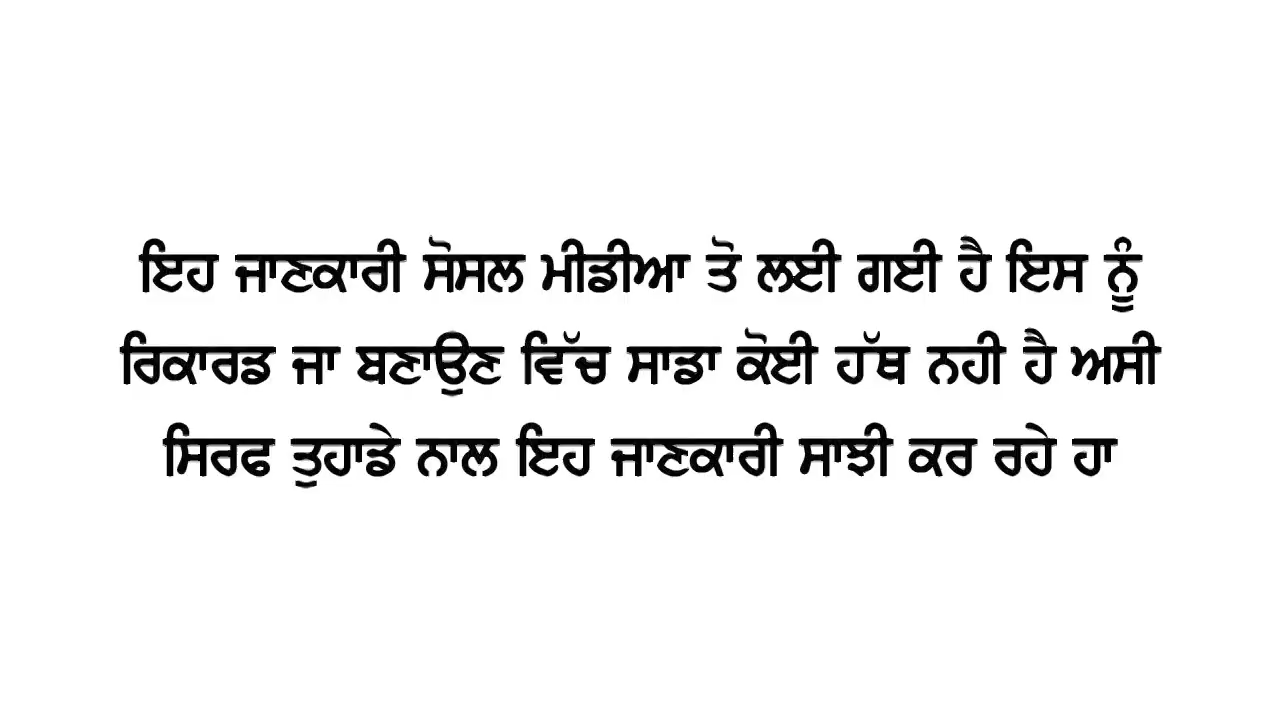 ਇਹ ਜਾਣਕਾਰੀ ਸੋਸਲ ਮੀਡੀਆ ਤੋ ਲਈ ਗਈ ਹੈ ਇਸ ਨੂੰ
ਰਿਕਾਰਡ ਜਾ ਬਣਾਉਣ ਵਿੱਚ ਸਾਡਾ ਕੋਈ ਹੱਥ ਨਹੀ ਹੈ ਅਸੀ
ਸਿਰਫ ਤੁਹਾਡੇ ਨਾਲ ਇਹ ਜਾਣਕਾਰੀ ਸਾਝੀ ਕਰ ਰਹੇ ਹਾ